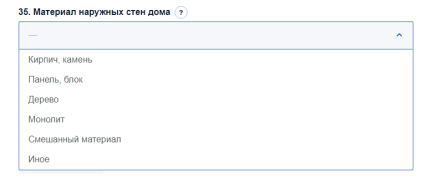 35. Материал наружных стен дома ?
—
Кирпич, камень
Панель, блок
Дерево
Монолит
Смешанный материал
Иное